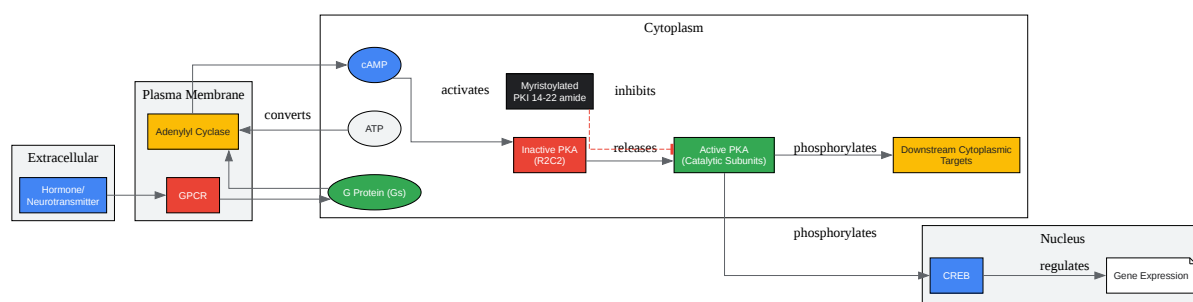 Cytoplasm
cAMP
Myristoylated
PKI 14-22 amide
activates
inhibits
Plasma Membrane
Adenylyl Cyclase
converts
ATP
Inactive PKA
(R2C2)
releases
Active PKA
(Catalytic Subunits)
phosphorylates
Downstream Cytoplasmic
Targets
Extracellular
Hormone/
Neurotransmitter
GPCR
G Protein (Gs)
phosphorylates
Nucleus
CREB
regulates
Gene Expression